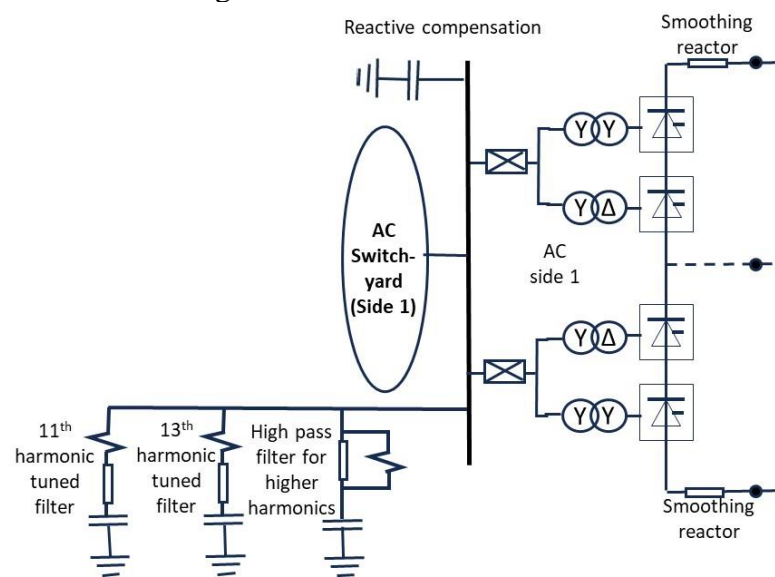 Reactive compensation
Smoothing
reactor
Y Y
Y Δ
AC
Switch-
yard
(Side 1)
AC
side 1
Y Δ
Y Y
11th
harmonic
tuned
filter
13th
harmonic
tuned
filter
High pass
filter for
higher
harmonics
Smoothing
reactor